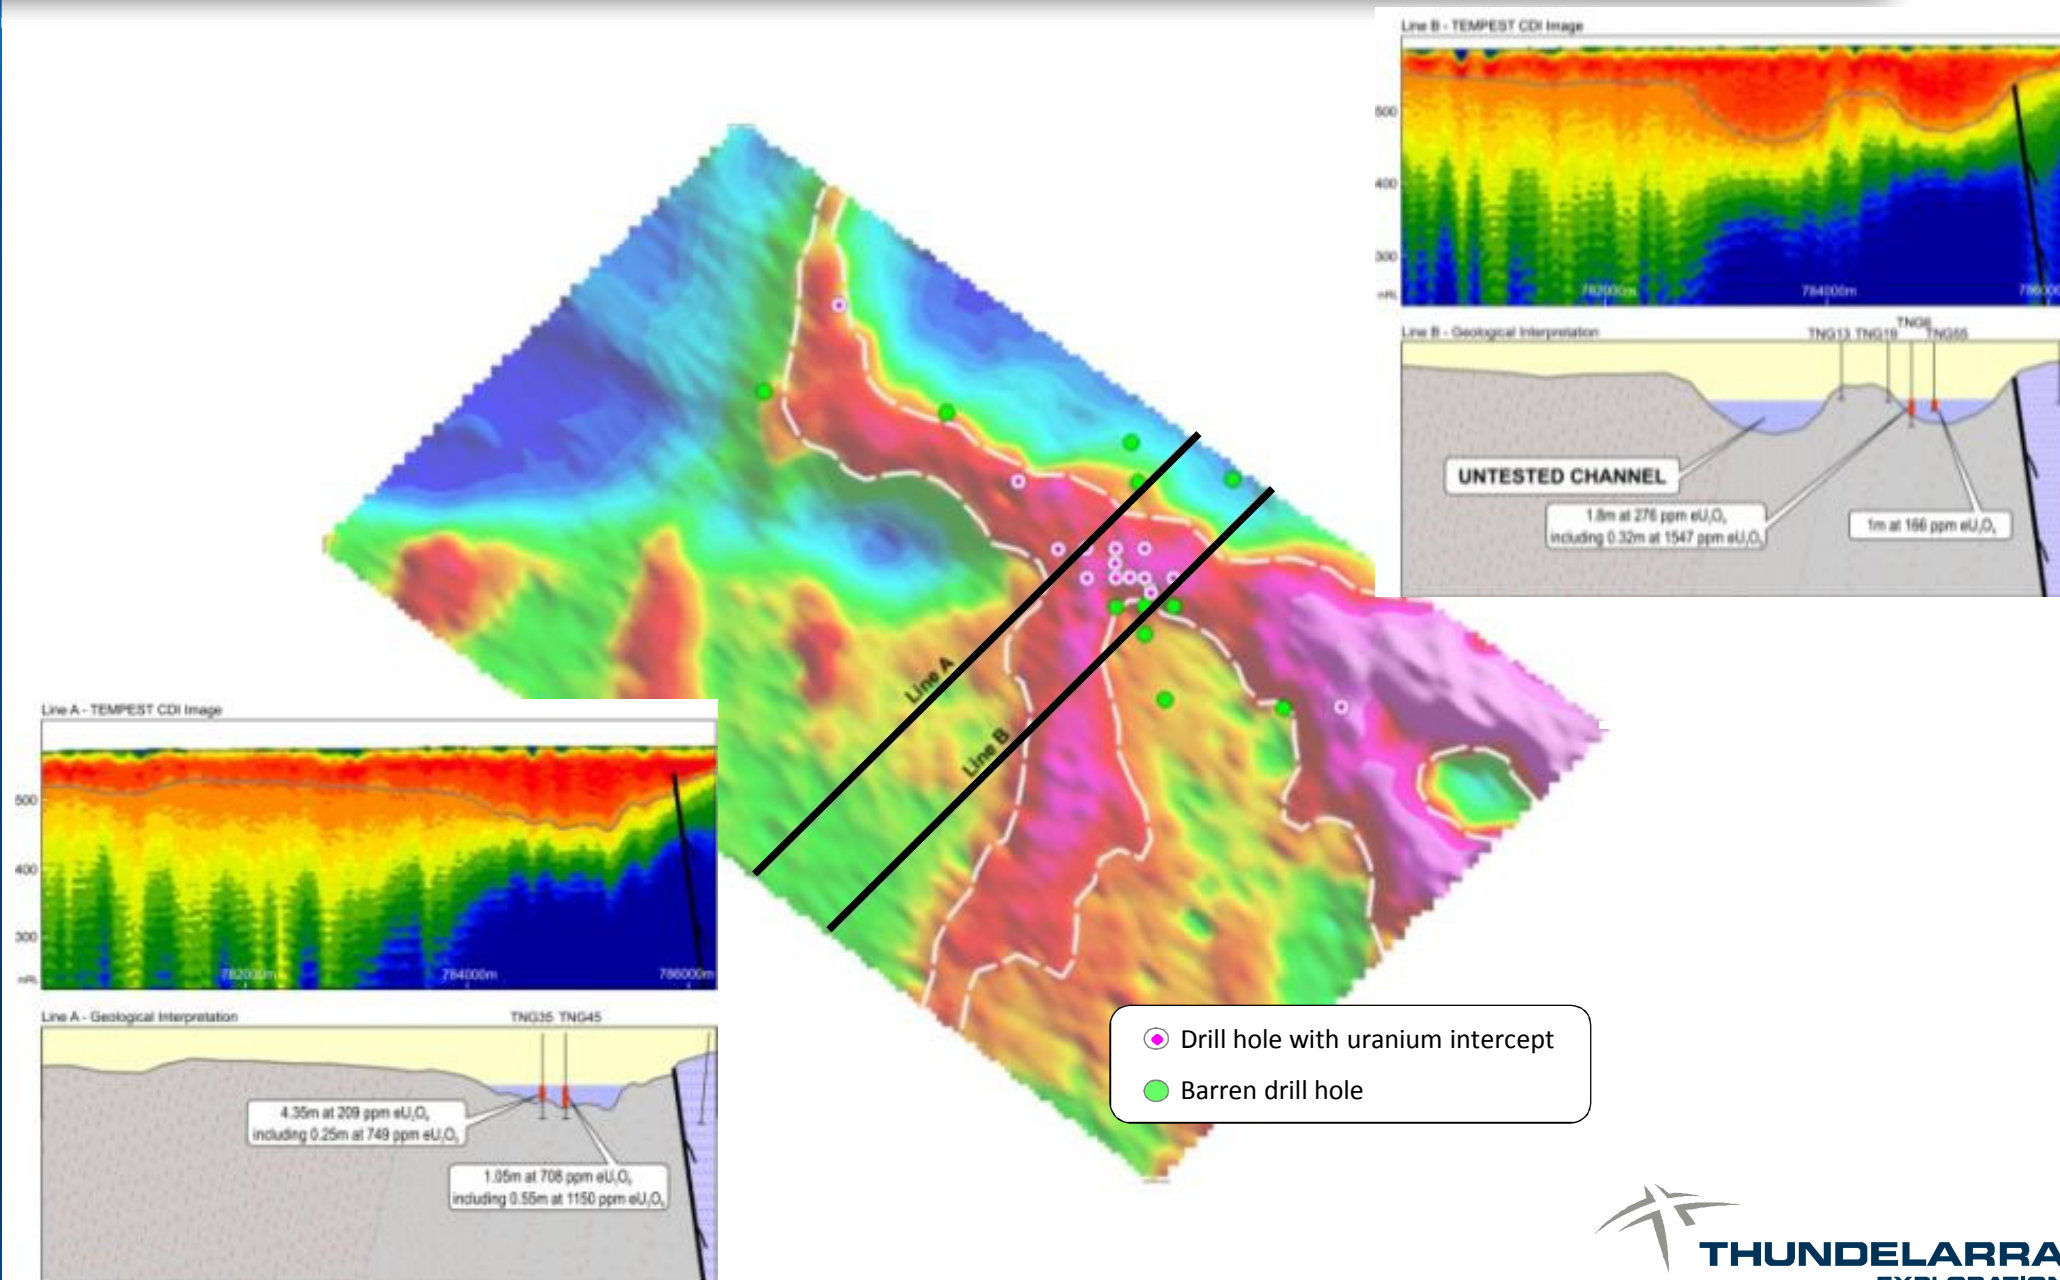 Line B - TEMPEST CDI Image
500
400
300
mRL
782000m 784000m
Line B - Geological Interpretation
TNG13 TNG19 TNG6 TNG55
UNTESTED CHANNEL
1.8m at 276 ppm eU₃O₈
including 0.32m at 1547 ppm eU₃O₈
1m at 166 ppm eU₃O₈
Line A
Line B
Line A - TEMPEST CDI Image
500
400
300
mRL
782000m 784000m 786000m
Line A - Geological Interpretation
TNG35 TNG45
4.35m at 209 ppm eU₃O₈
including 0.25m at 749 ppm eU₃O₈
1.05m at 708 ppm eU₃O₈
including 0.55m at 1150 ppm eU₃O₈
Drill hole with uranium intercept
Barren drill hole
THUNDELARRA
EXPLORATION